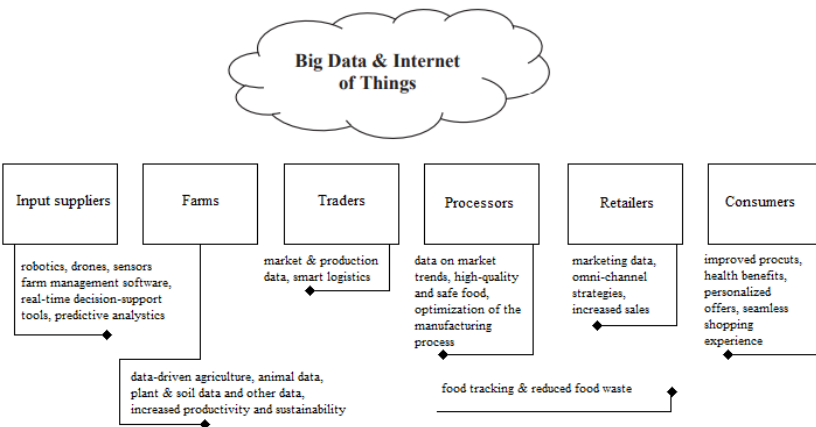 Big Data & Internet
of Things
Input suppliers
Farms
Traders
Processors
Retailers
Consumers
robotics, drones, sensors
farm management software,
real-time decision-support
tools, predictive analystics
market & production
data, smart logistics
data on market
trends, high-quality
and safe food,
optimization of the
manufacturing
process
marketing data,
omni-channel
strategies,
increased sales
improved procuts,
health benefits,
personalized
offers, seamless
shopping
experience
data-driven agriculture, animal data,
plant & soil data and other data,
increased productivity and sustainability
food tracking & reduced food waste